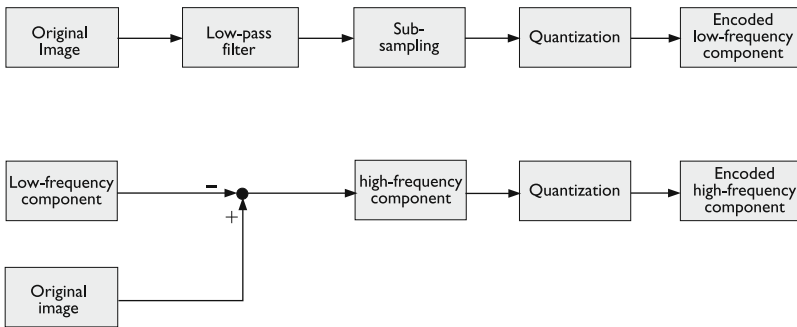 Original
Image
Low-pass
filter
Sub-
sampling
Quantization
Encoded
low-frequency
component
Low-frequency
component
–
+
high-frequency
component
Quantization
Encoded
high-frequency
component
Original
image